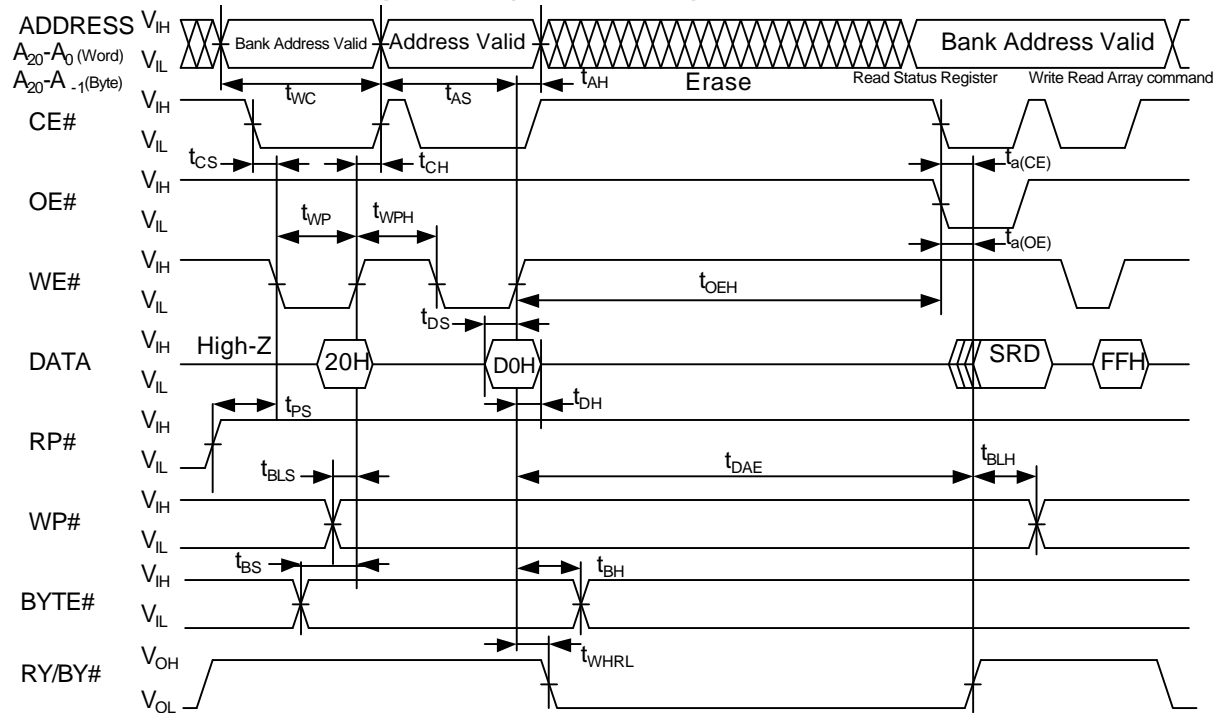 ADDRESS VIH Bank Address Valid Address Valid Bank Address Valid
A20-A0 (Word) VIL
A20-A -1(Byte) Erase Read Status Register Write Read Array command
tWC tAS tAH
CE# VIH
VIL
tCS tCH ta(CE)
OE# VIH
VIL
tWP tWPH ta(OE)
WE# VIH
VIL
tOEH
tDS
DATA VIH High-Z 20H D0H SRD FFH
VIL
tPS tDH
RP# VIH
VIL
tBLS tDAE tBLH
WP# VIH
VIL
tBS tBH
BYTE# VIH
VIL
tWHRL
RY/BY# VOH
VOL